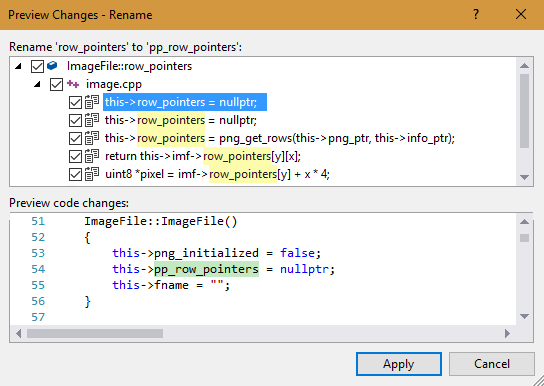 Preview Changes - Rename
Rename 'row_pointers' to 'pp_row_pointers':
ImageFile::row_pointers
image.cpp
this->row_pointers = nullptr;
this->row_pointers = nullptr;
this->row_pointers = png_get_rows(this->png_ptr, this->info_ptr);
return this->imf->row_pointers[y][x];
uint8 *pixel = imf->row_pointers[y] + x * 4;
Preview code changes:
51 ImageFile::ImageFile()
52 {
53 this->png_initialized = false;
54 this->pp_row_pointers = nullptr;
55 this->fname = "";
56 }
57
Apply Cancel